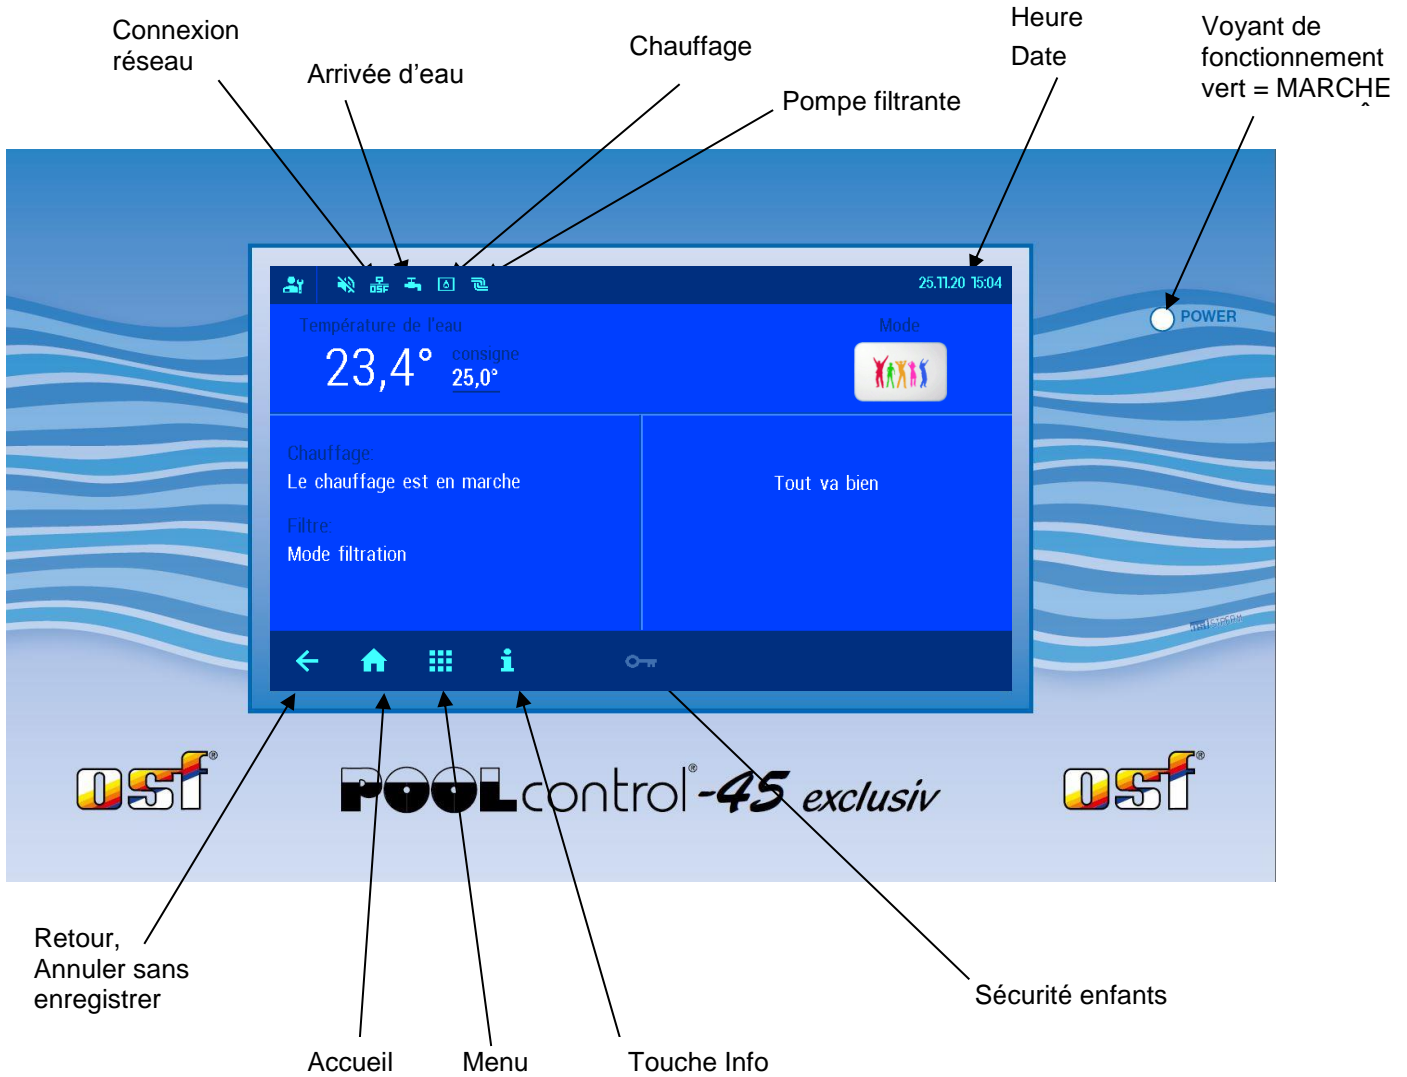 Connexion
réseau
Arrivée d'eau
Chauffage
Pompe filtrante
Heure
Date
Voyant de
fonctionnement
vert = MARCHE
OSF
25.11.20 15:04
POWER
Température de l'eau
23,4°
consigne
25,0°
Mode
Chauffage:
Le chauffage est en marche
Filtre:
Mode filtration
Tout va bien
osf®
POOLcontrol®-45 exclusiv
osf®
Retour,
Annuler sans
enregistrer
Accueil
Menu
Touche Info
Sécurité enfants